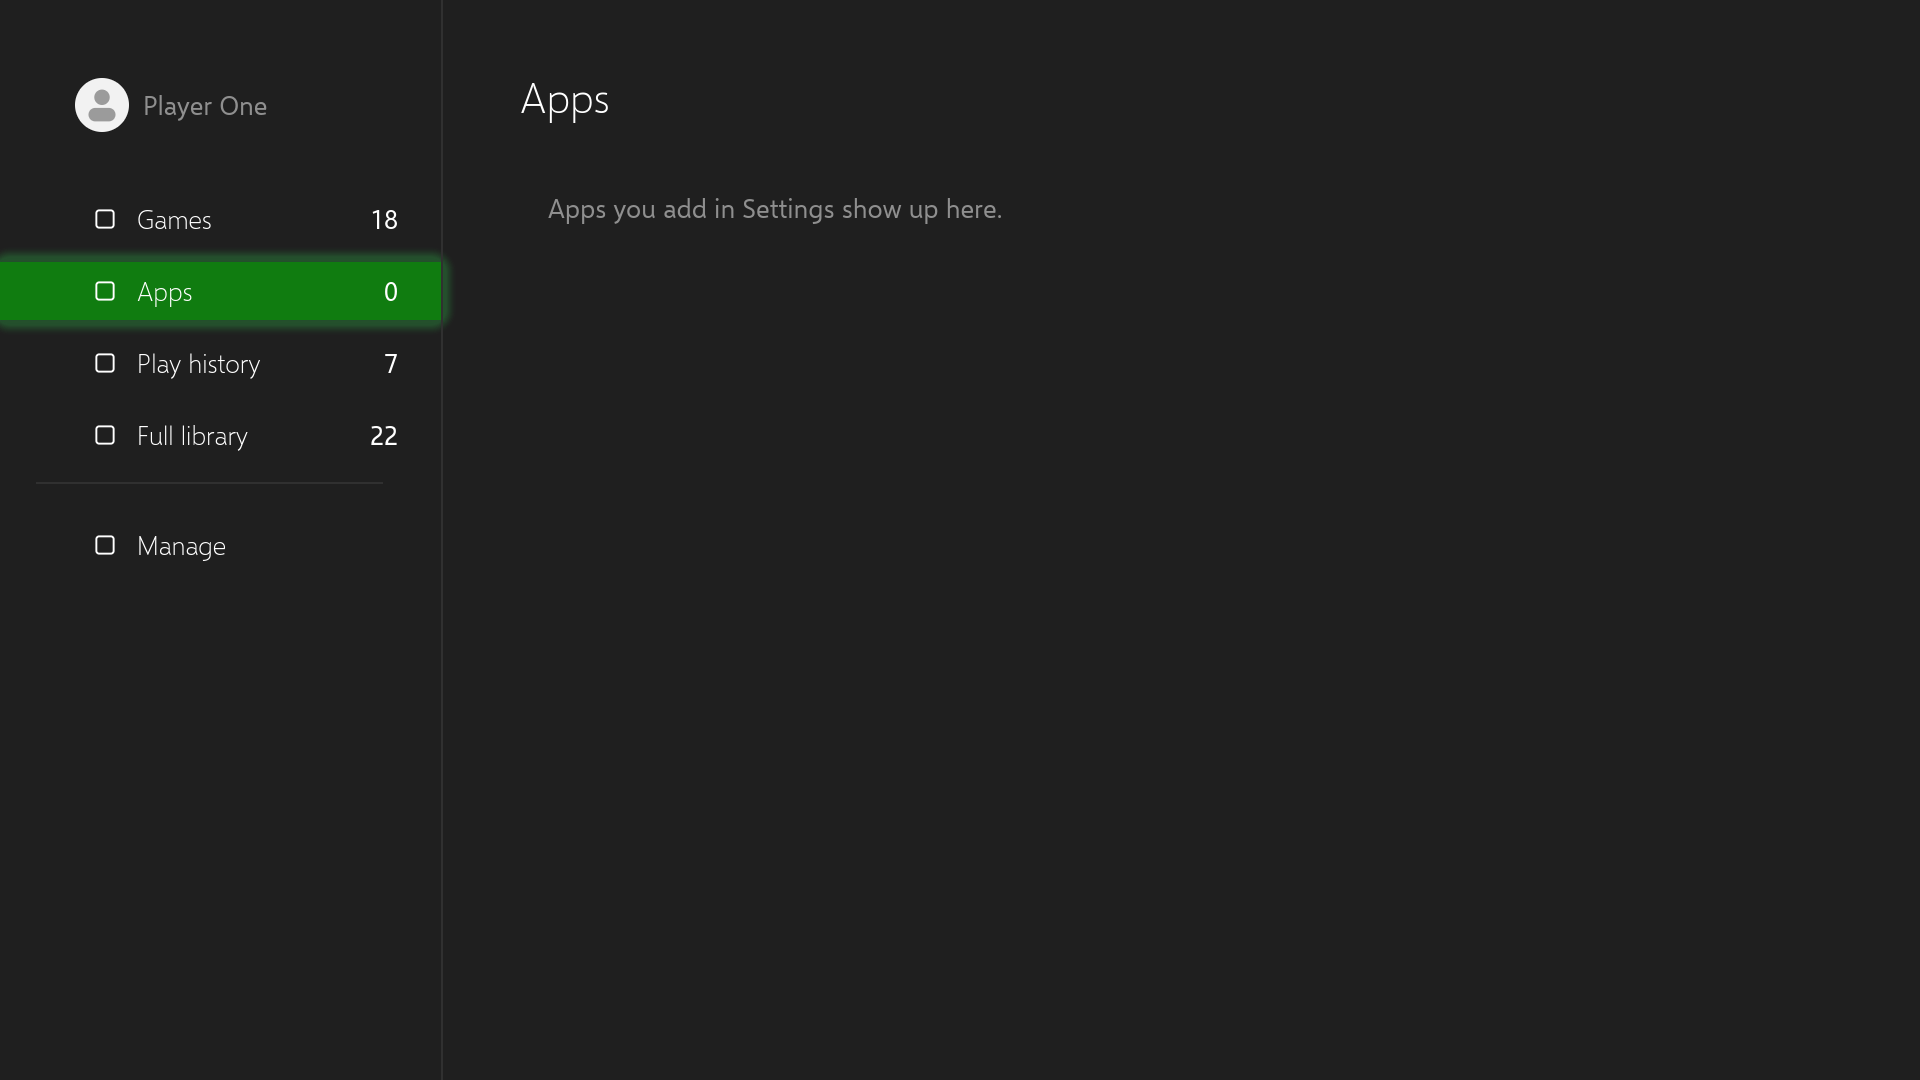 Player One
Games 18
Apps 0
Play history 7
Full library 22
Manage
Apps
Apps you add in Settings show up here.